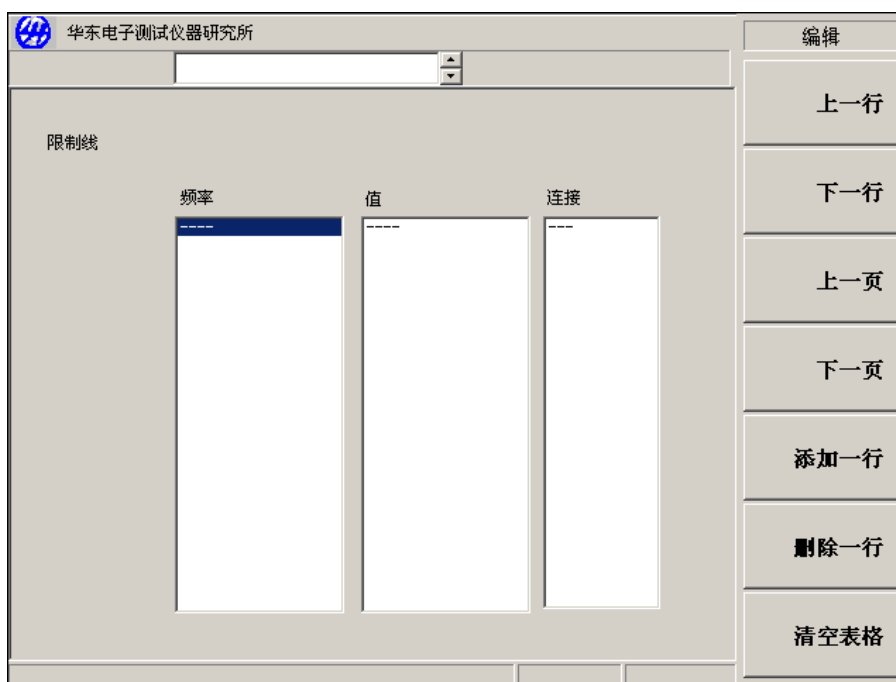 华东电子测试仪器研究所
编辑
上一行
限制线
下一行
频率 值 连接
---- ---- ---
上一页
下一页
添加一行
删除一行
清空表格